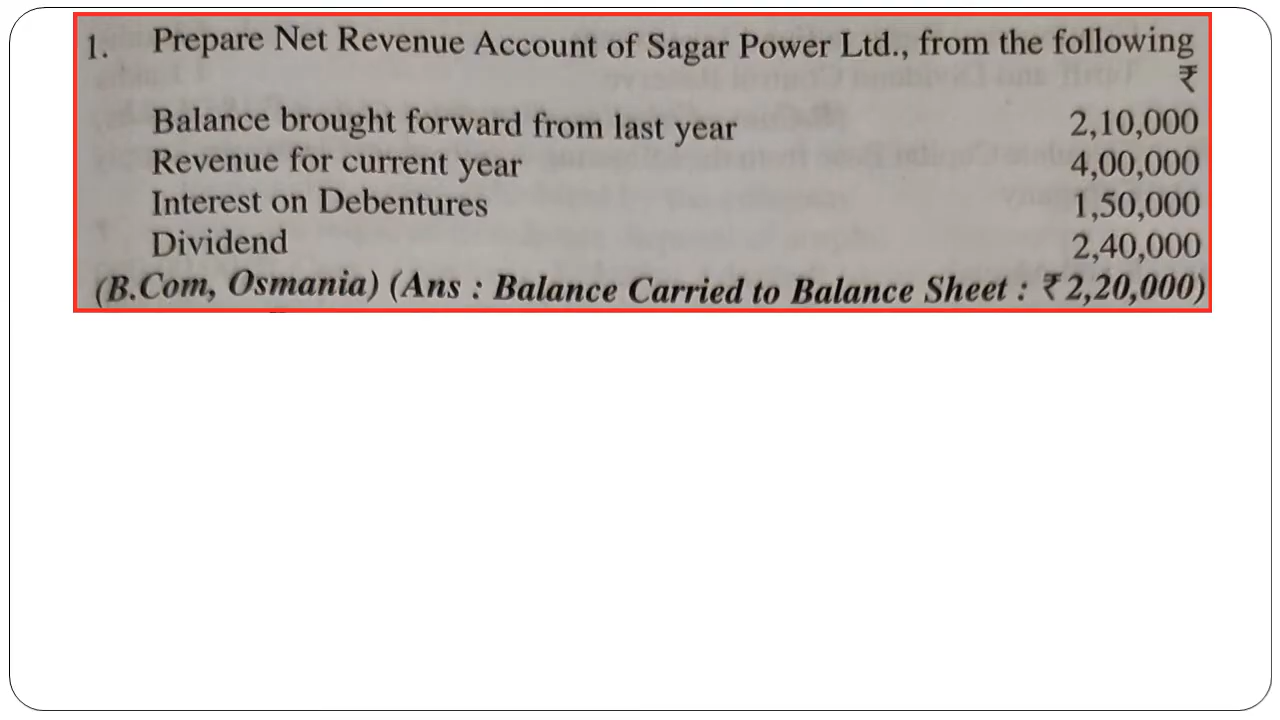 1. Prepare Net Revenue Account of Sagar Power Ltd., from the following
₹
Balance brought forward from last year 2,10,000
Revenue for current year 4,00,000
Interest on Debentures 1,50,000
Dividend 2,40,000
(B.Com, Osmania) (Ans : Balance Carried to Balance Sheet : ₹ 2,20,000)